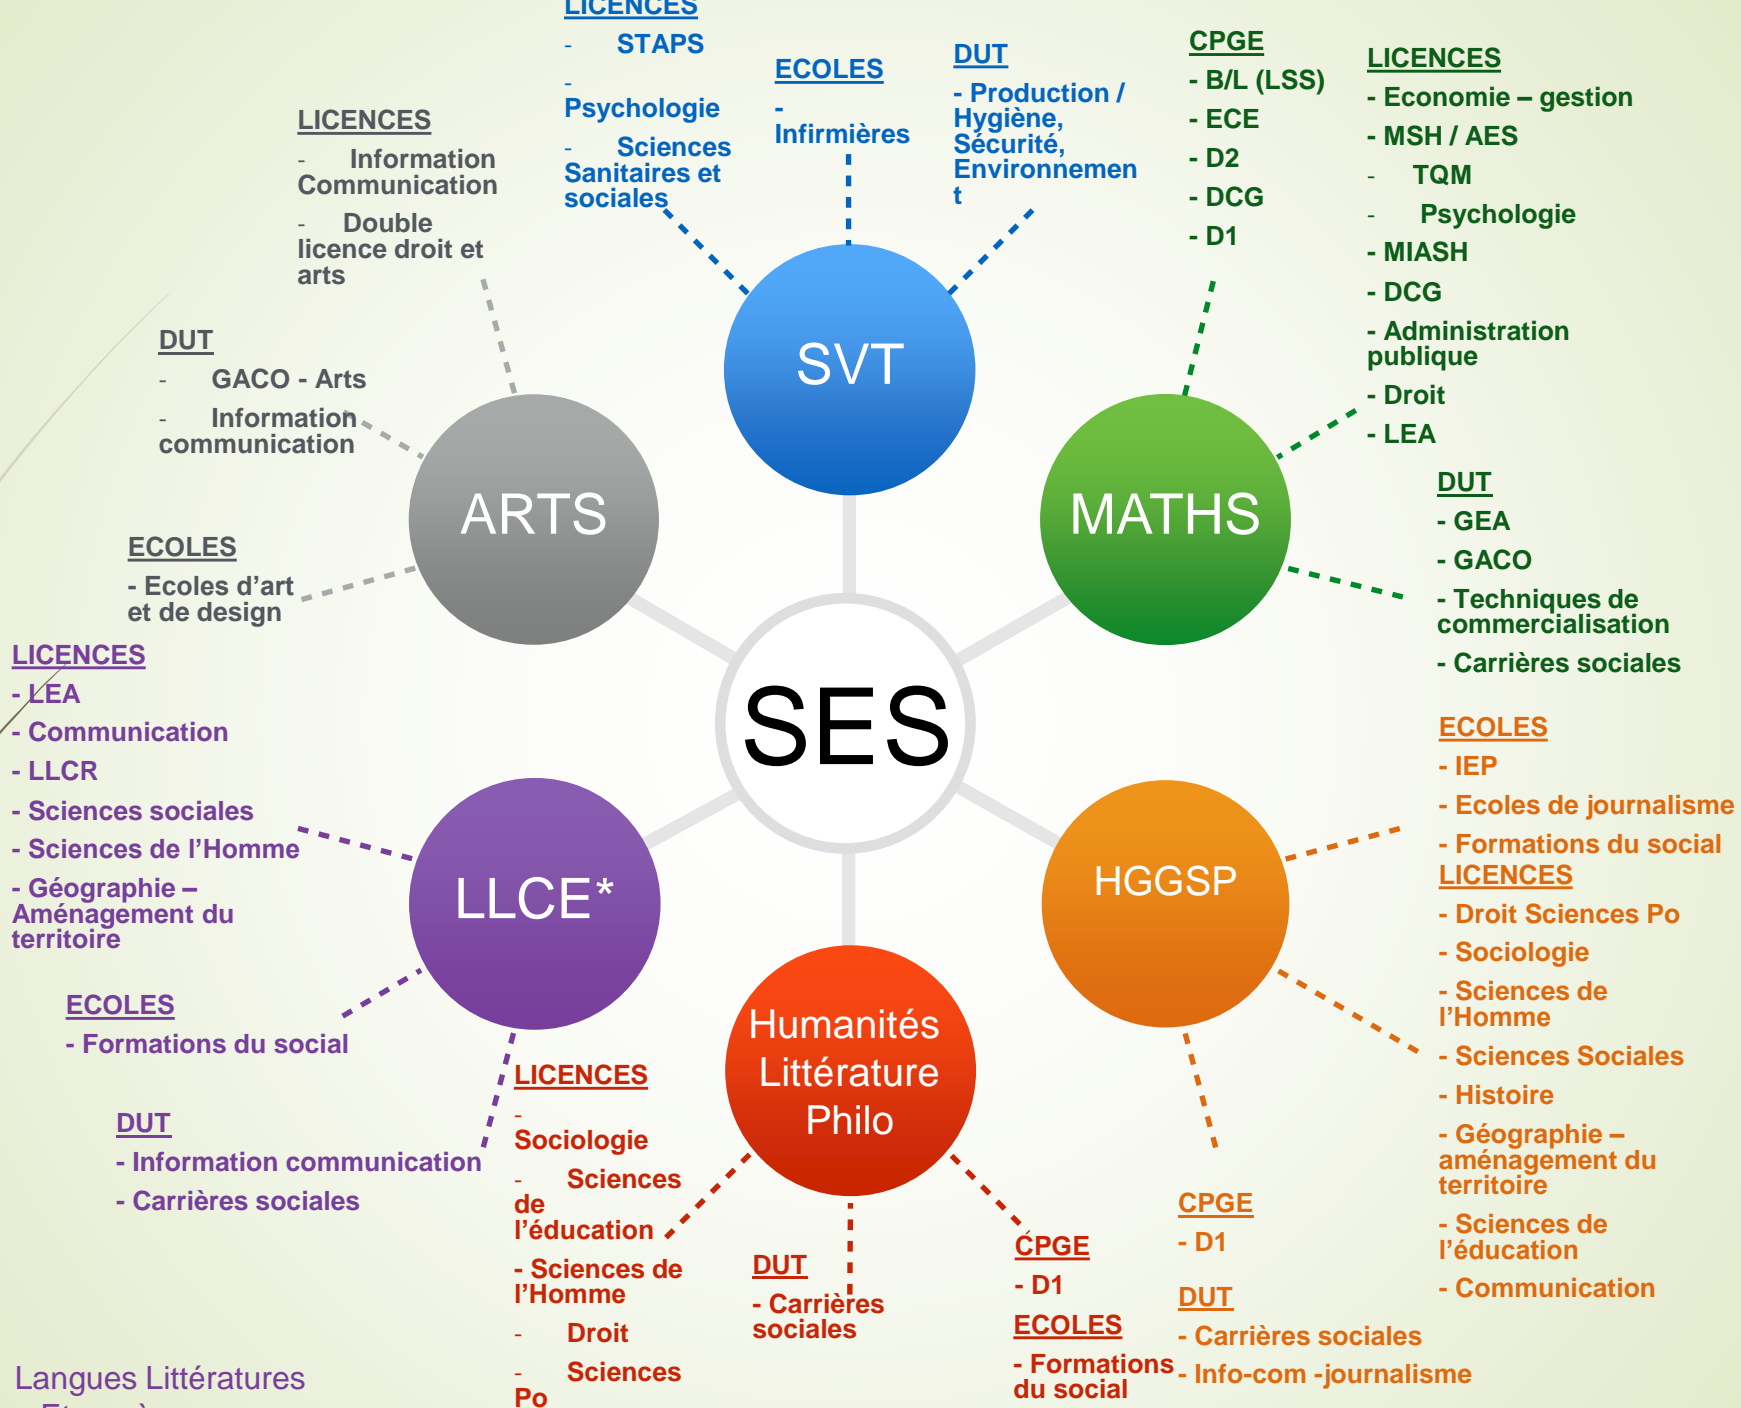 LICENCES
- STAPS
-
Psychologie
- Sciences
Sanitaires et
sociales
ECOLES
-
Infirmières
DUT
- Production /
Hygiène,
Sécurité,
Environnemen
t
CPGE
- B/L (LSS)
- ECE
- D2
- DCG
- D1
LICENCES
- Economie – gestion
- MSH / AES
- TQM
- Psychologie
- MIASH
- DCG
- Administration
publique
- Droit
- LEA
LICENCES
- Information
Communication
- Double
licence droit et
arts
DUT
- GACO - Arts
- Information
communication
ECOLES
- Ecoles d’art
et de design
SVT
ARTS
MATHS
DUT
- GEA
- GACO
- Techniques de
commercialisation
- Carrières sociales
SES
LICENCES
- LEA
- Communication
- LLCR
- Sciences sociales
- Sciences de l’Homme
- Géographie –
Aménagement du
territoire
ECOLES
- Formations du social
DUT
- Information communication
- Carrières sociales
LLCE*
HGGSP
ECOLES
- IEP
- Ecoles de journalisme
- Formations du social
LICENCES
- Droit Sciences Po
- Sociologie
- Sciences de
l’Homme
- Sciences Sociales
- Histoire
- Géographie –
aménagement du
territoire
- Sciences de
l’éducation
- Communication
Humanités
Littérature
Philo
LICENCES
-
Sociologie
- Sciences
de
l’éducation
- Sciences de
l’Homme
- Droit
- Sciences
Po
DUT
- Carrières
sociales
CPGE
- D1
ECOLES
- Formations
du social
CPGE
- D1
DUT
- Carrières sociales
- Info-com -journalisme
Langues Littératures